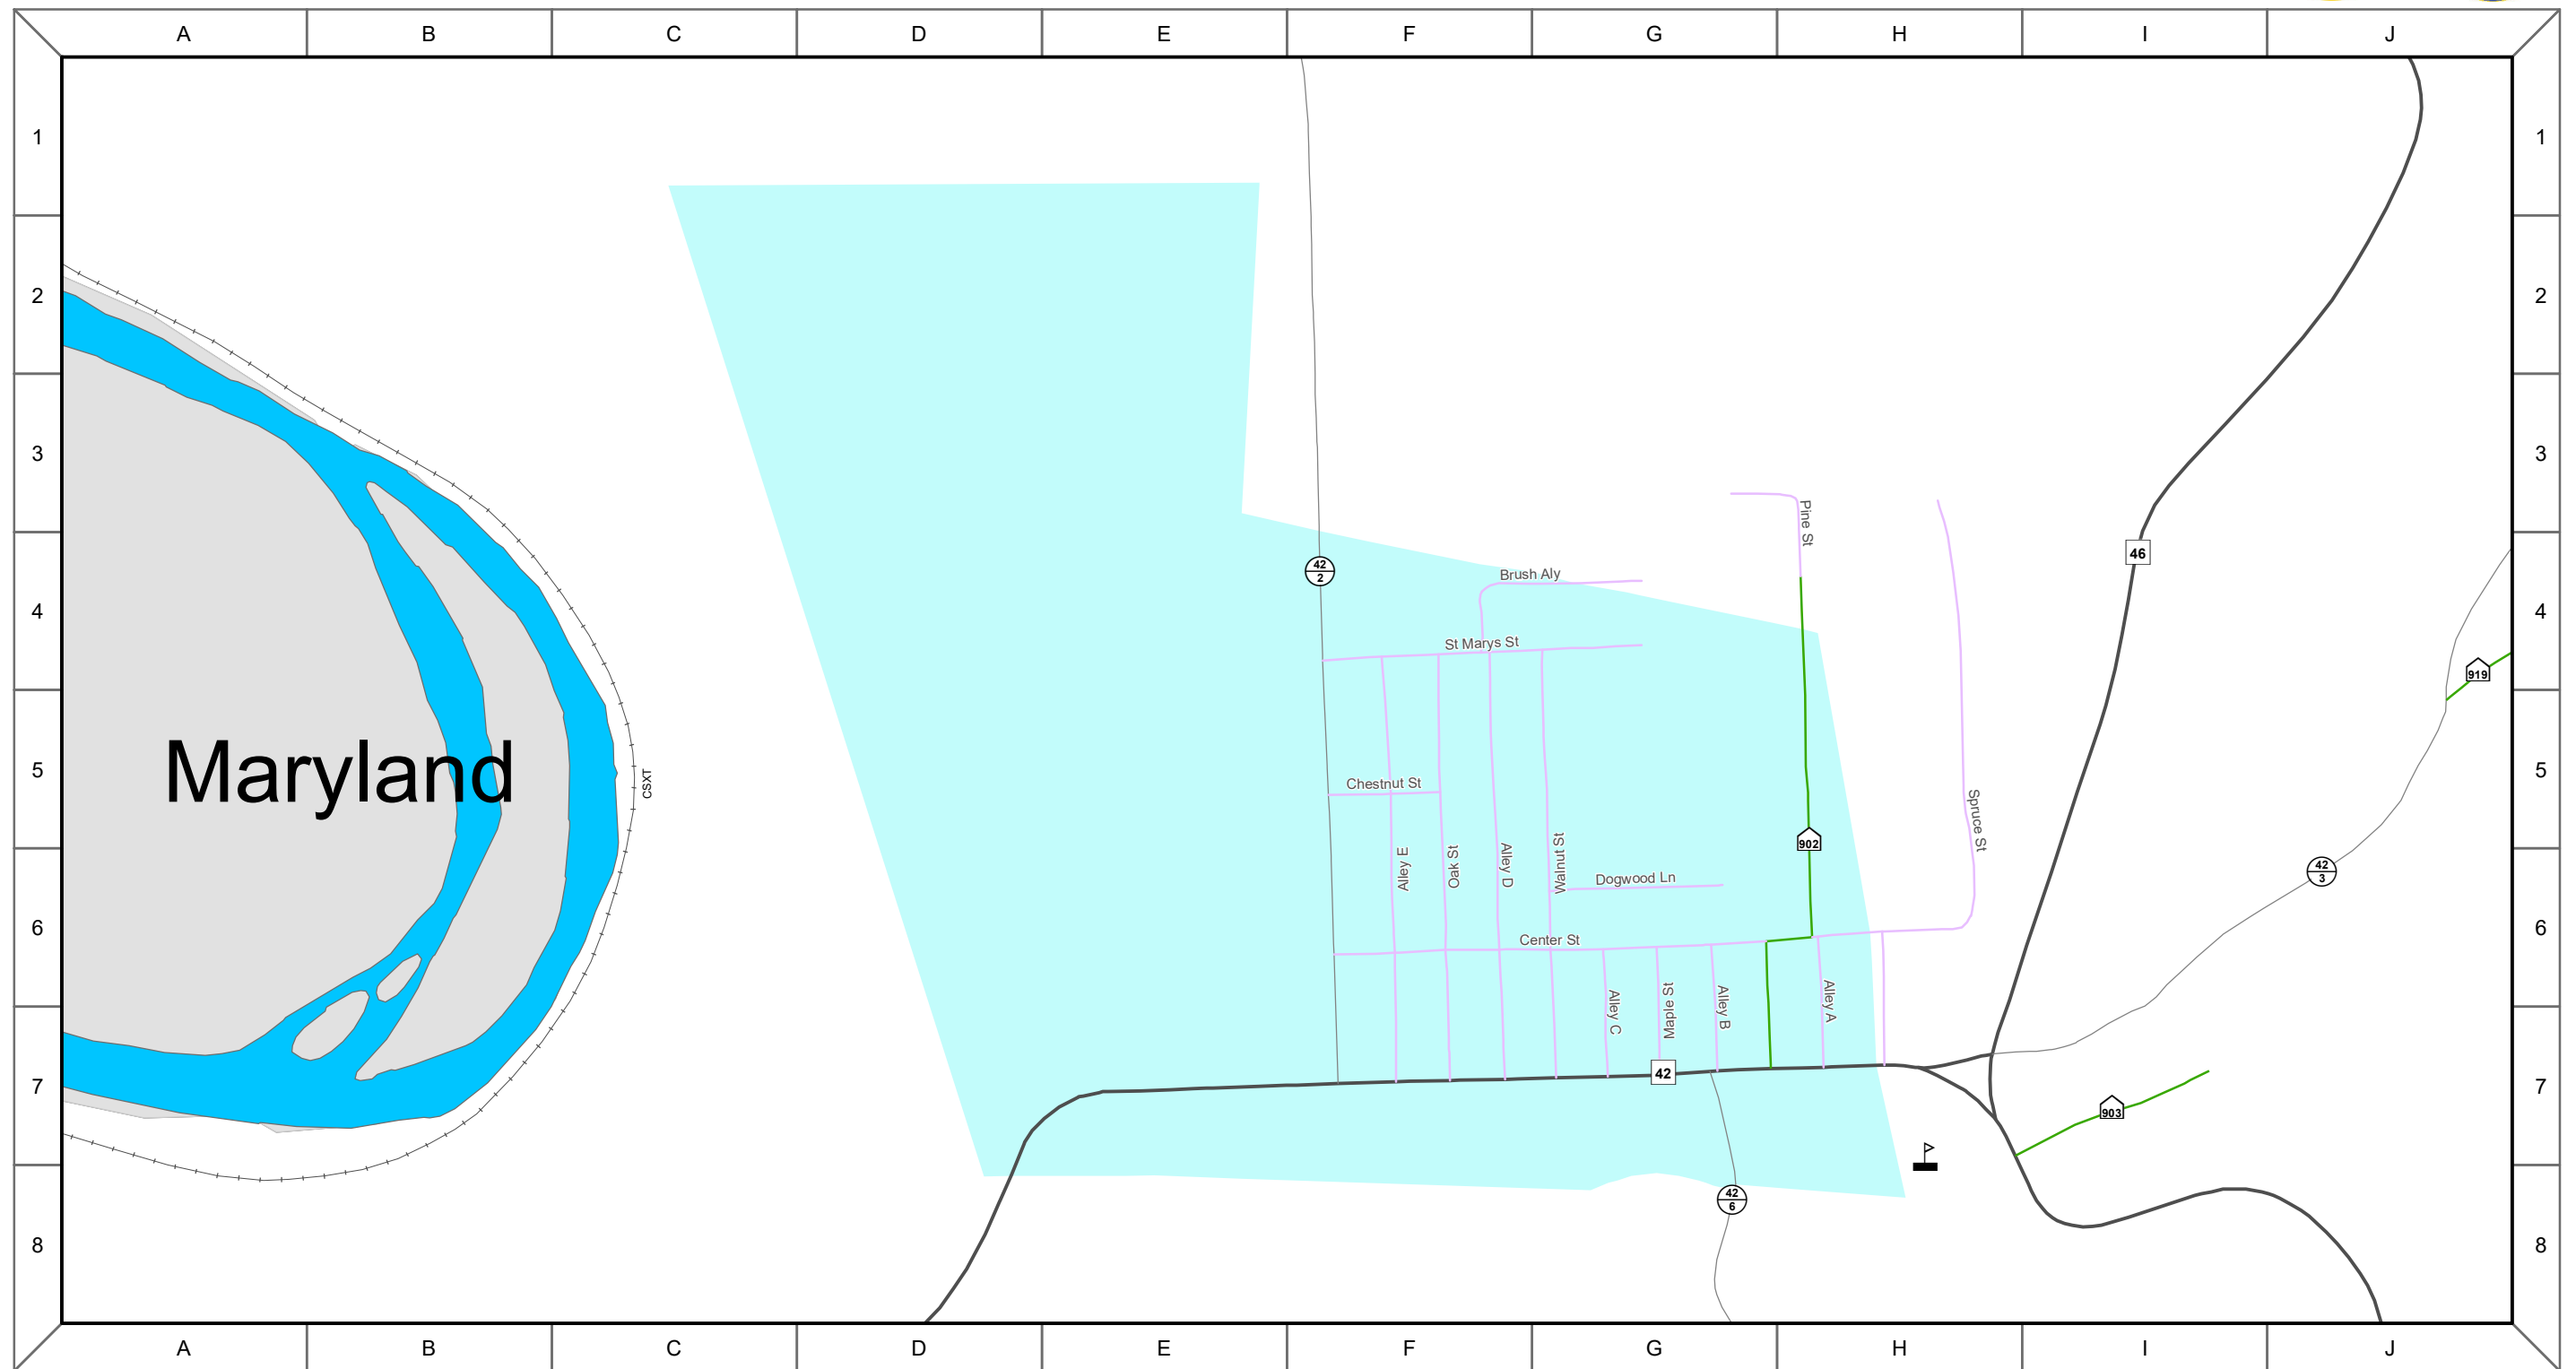 A B C D E F G H I J
1 1
2 2
3 3
Pine St
46
42
2
Brush Aly
4 4
St Marys St
919
Maryland
CSXT
5 5
Chestnut St
Spruce St
902
Alley E
Oak St
Alley D
Walnut St
Dogwood Ln
42
3
6 6
Center St
Alley C
Maple St
Alley B
Alley A
42
7 7
903
42
6
8 8
A B C D E F G H I J